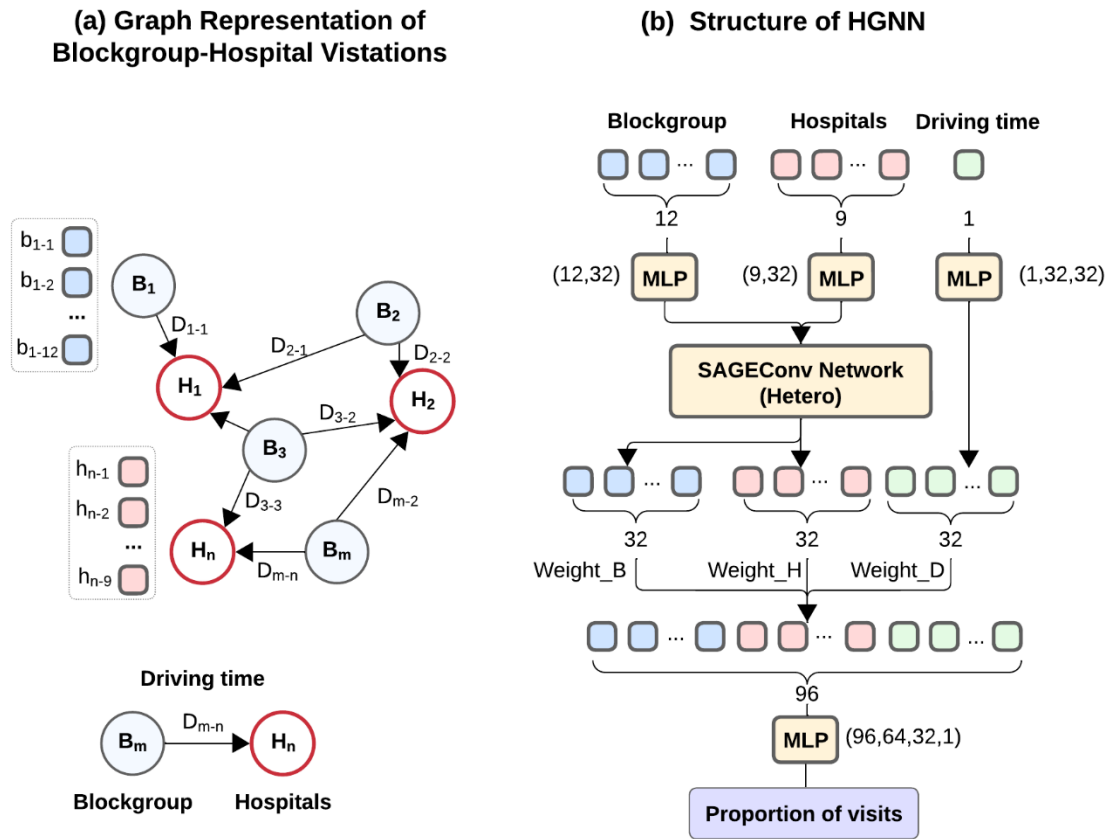 (a) Graph Representation of
Blockgroup-Hospital Vistations
b1-1
b1-2
...
b1-12
B1
B2
D1-1
D2-1
D2-2
H1
H2
D3-2
B3
hn-1
hn-2
...
hn-9
D3-3
Dm-2
Hn
Bm
Dm-n
Driving time
Bm
Dm-n
Hn
Blockgroup
Hospitals
(b) Structure of HGNN
Blockgroup
Hospitals
Driving time
...
...
12
9
1
(12,32)
MLP
(9,32)
MLP
MLP
(1,32,32)
SAGEConv Network
(Hetero)
...
...
...
32
32
32
Weight_B
Weight_H
Weight_D
...
...
...
96
MLP
(96,64,32,1)
Proportion of visits